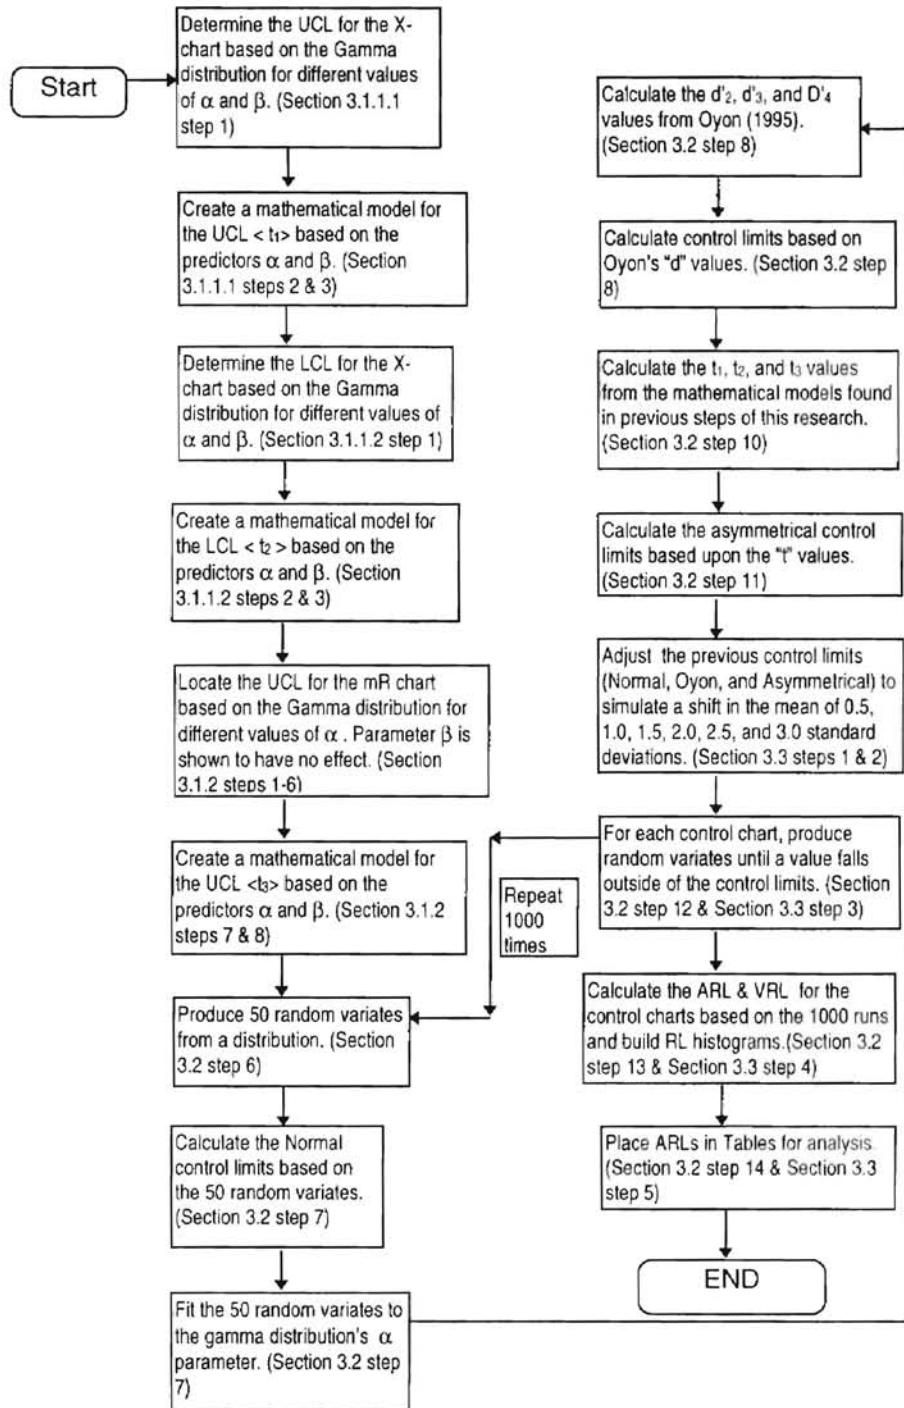 Start
Determine the UCL for the X-
chart based on the Gamma
distribution for different values
of α and β. (Section 3.1.1.1
step 1)
Create a mathematical model for
the UCL < t₁> based on the
predictors α and β. (Section
3.1.1.1 steps 2 & 3)
Determine the LCL for the X-
chart based on the Gamma
distribution for different values of
α and β. (Section 3.1.1.2 step 1)
Create a mathematical model for
the LCL < t₂ > based on the
predictors α and β. (Section
3.1.1.2 steps 2 & 3)
Locate the UCL for the mR chart
based on the Gamma distribution for
different values of α . Parameter β is
shown to have no effect. (Section
3.1.2 steps 1-6)
Create a mathematical model for
the UCL <t₃> based on the
predictors α and β. (Section 3.1.2
steps 7 & 8)
Produce 50 random variates
from a distribution. (Section
3.2 step 6)
Calculate the Normal
control limits based on
the 50 random variates.
(Section 3.2 step 7)
Fit the 50 random variates to
the gamma distribution's α
parameter. (Section 3.2 step
7)
Calculate the d'₂, d'₃, and D'₄
values from Oyon (1995).
(Section 3.2 step 8)
Calculate control limits based on
Oyon's "d" values. (Section 3.2 step
8)
Calculate the t₁, t₂, and t₃ values
from the mathematical models found
in previous steps of this research.
(Section 3.2 step 10)
Calculate the asymmetrical control
limits based upon the "t" values.
(Section 3.2 step 11)
Adjust the previous control limits
(Normal, Oyon, and Asymmetrical) to
simulate a shift in the mean of 0.5,
1.0, 1.5, 2.0, 2.5, and 3.0 standard
deviations. (Section 3.3 steps 1 & 2)
For each control chart, produce
random variates until a value falls
outside of the control limits. (Section
3.2 step 12 & Section 3.3 step 3)
Repeat
1000
times
Calculate the ARL & VRL for the
control charts based on the 1000 runs
and build RL histograms.(Section 3.2
step 13 & Section 3.3 step 4)
Place ARLs in Tables for analysis.
(Section 3.2 step 14 & Section 3.3
step 5)
END